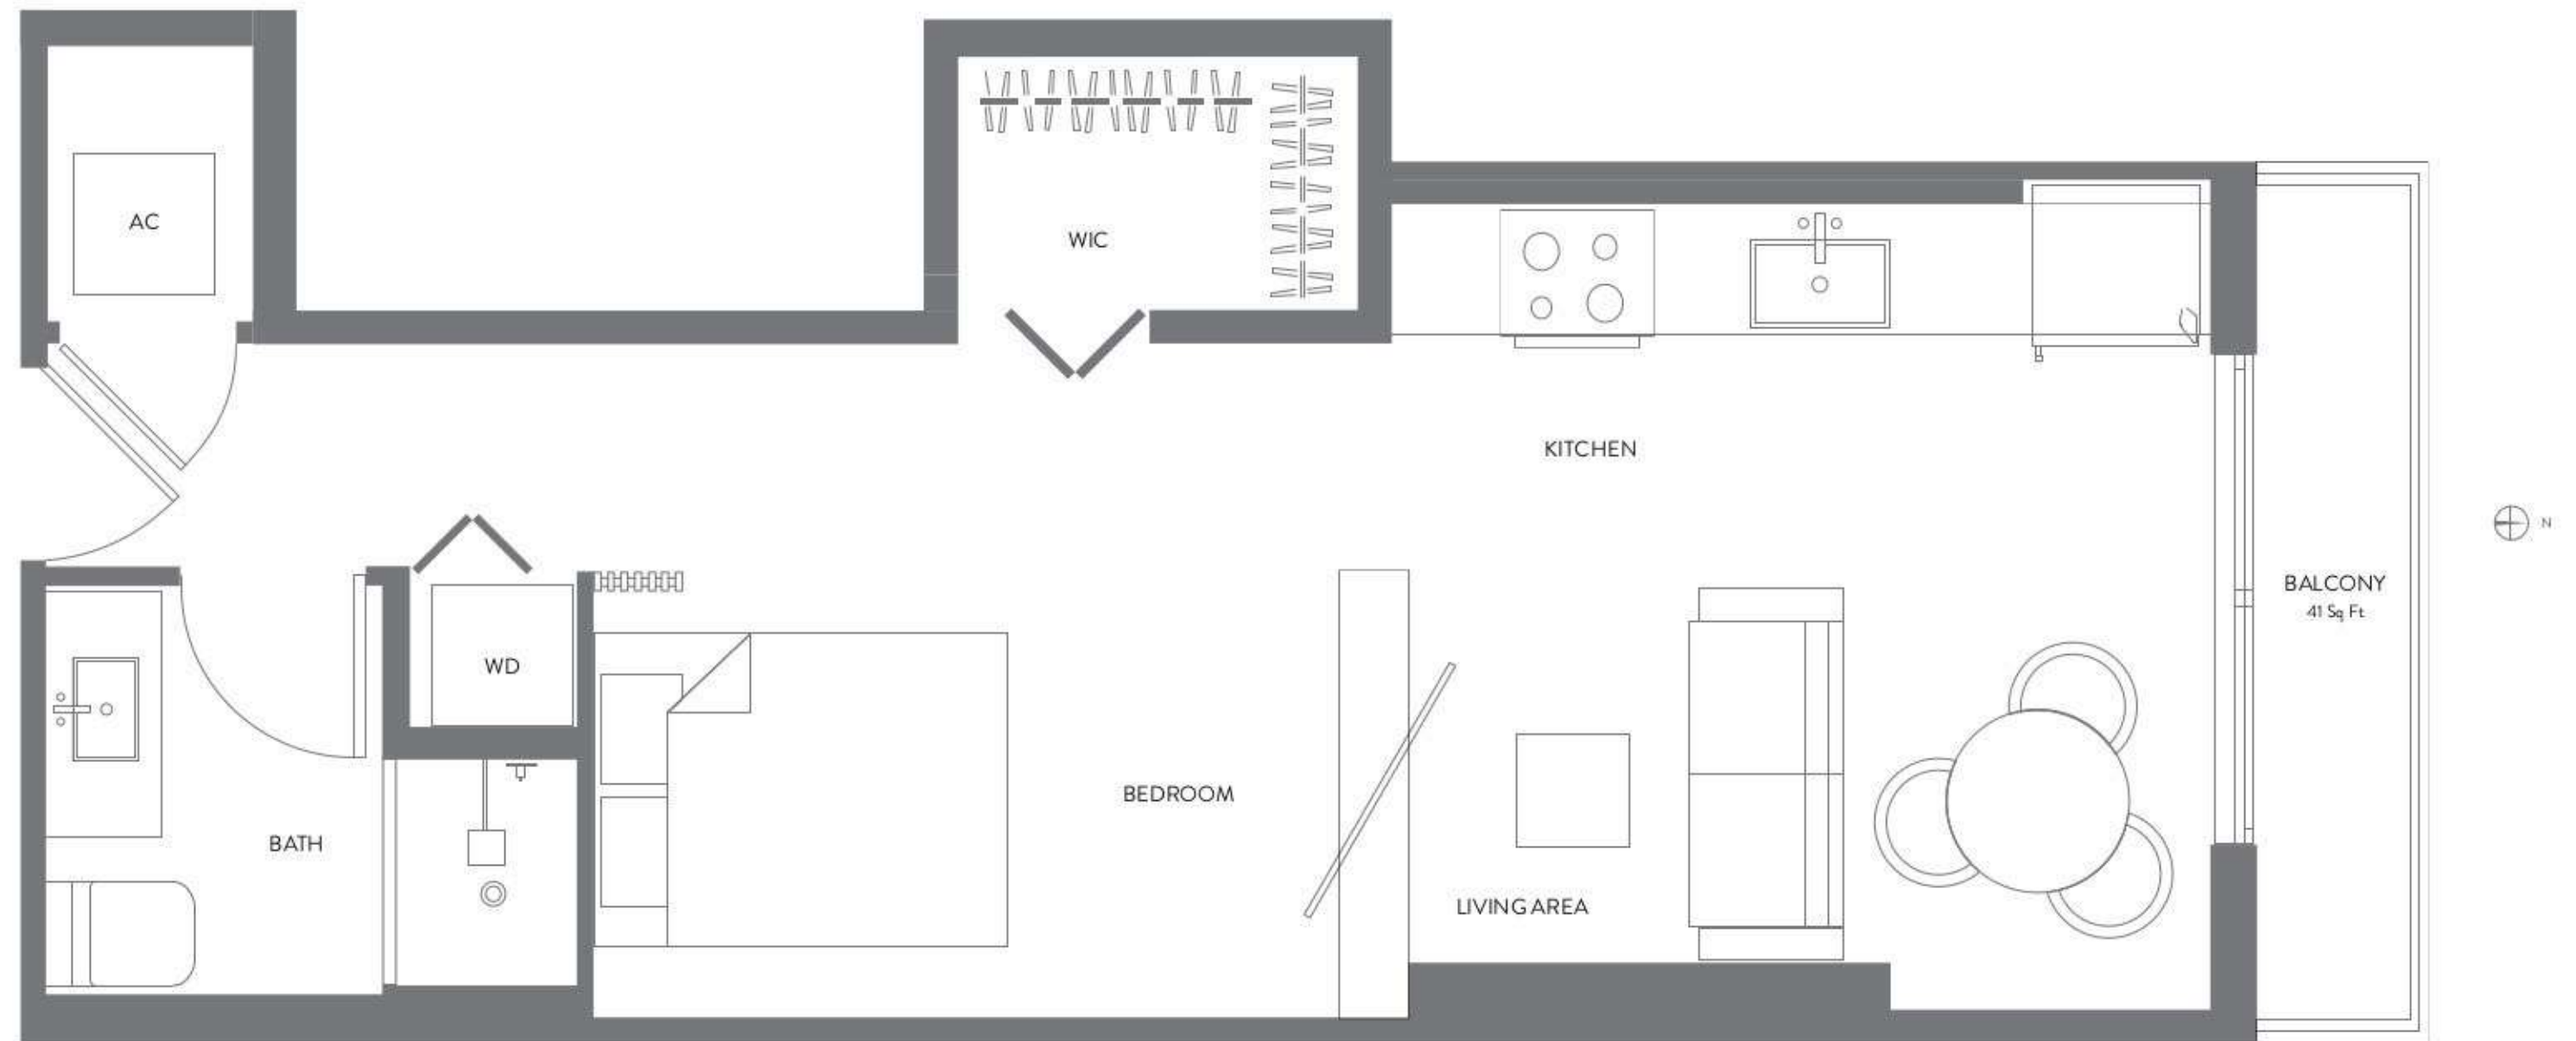 AC
WIC
KITCHEN
N
BALCONY
41 Sq Ft
WD
BEDROOM
BATH
LIVING AREA